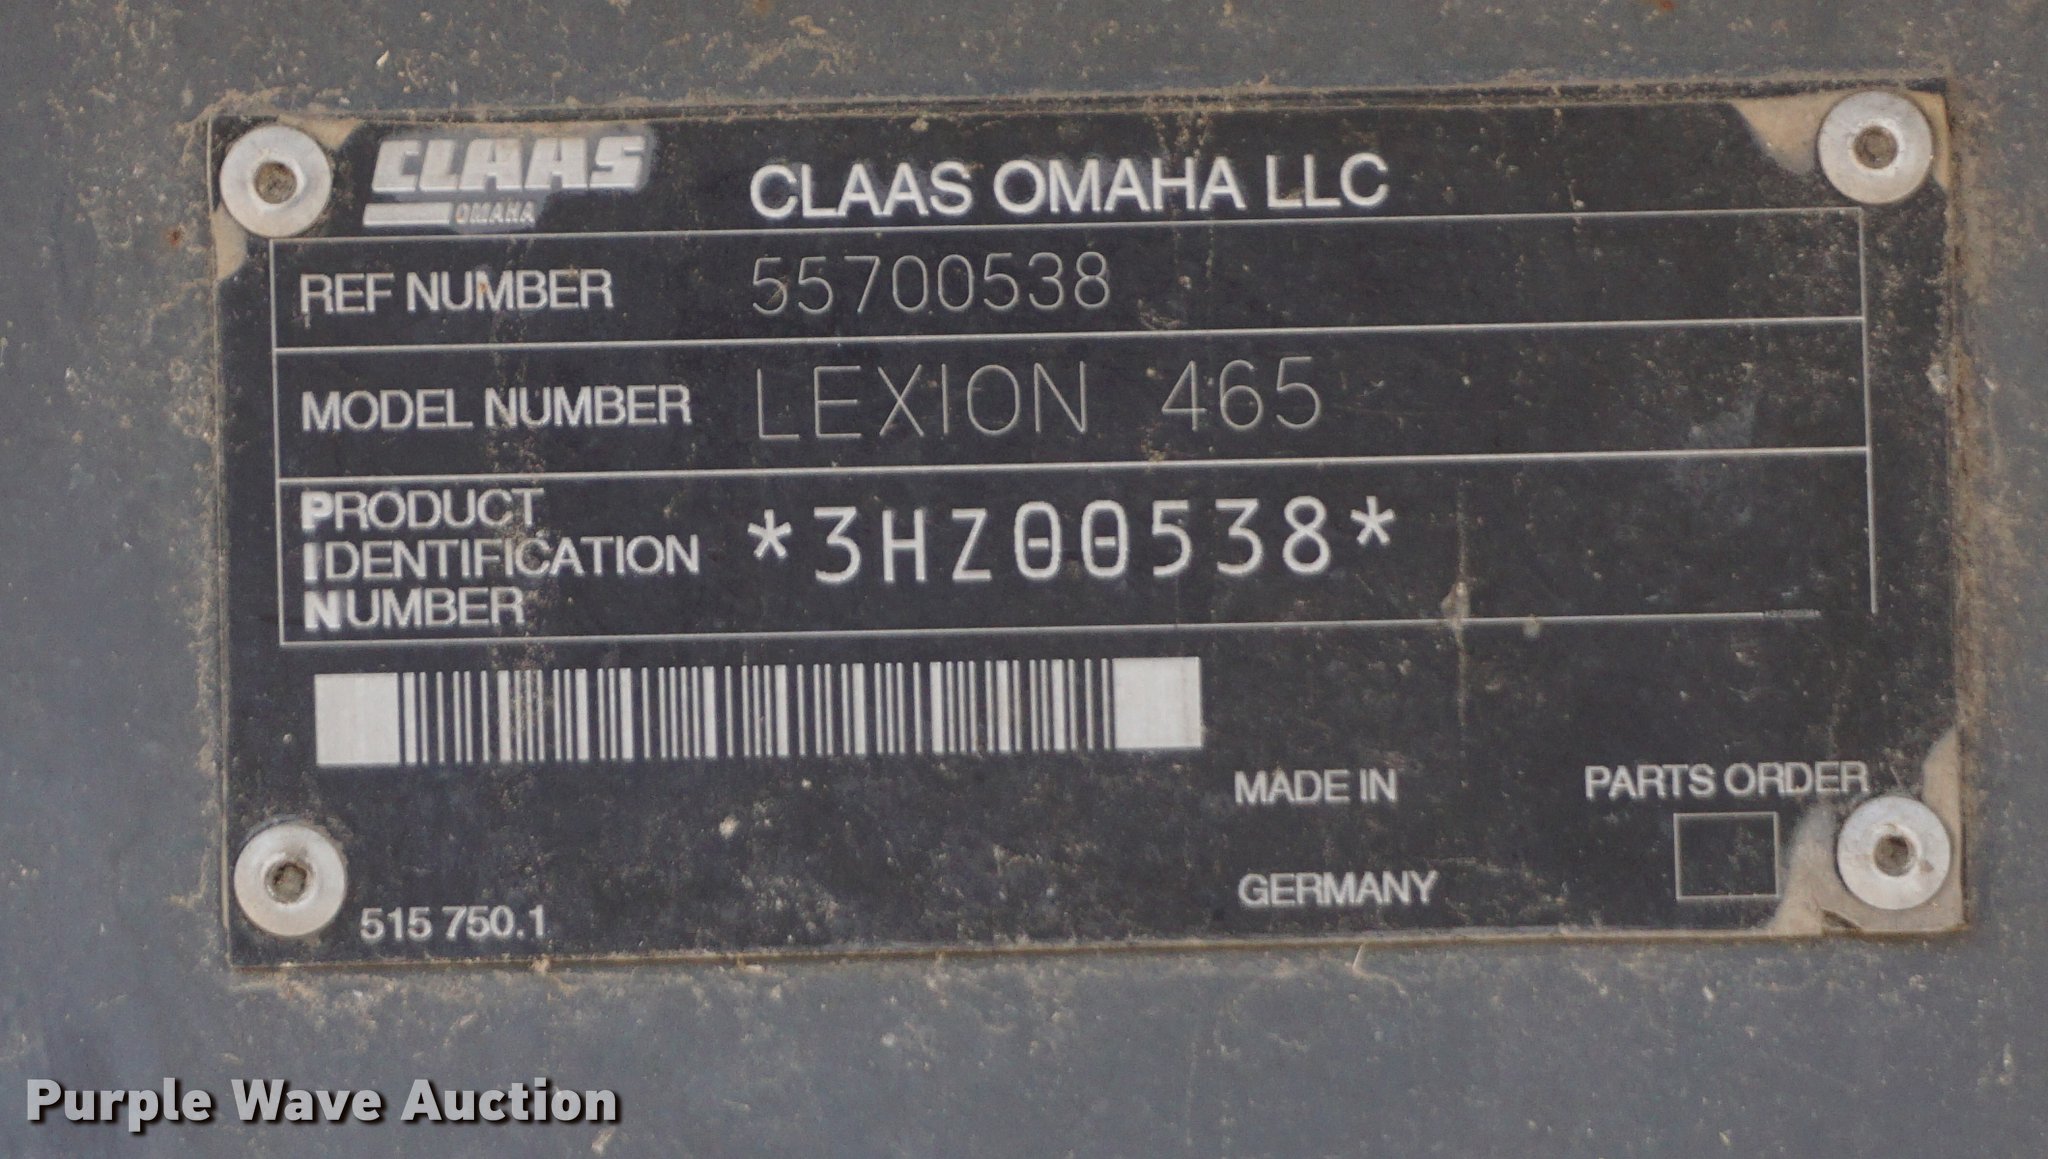 CLAAS
OMAHA
CLAAS OMAHA LLC
REF NUMBER 55700538
MODEL NUMBER LEXION 465
PRODUCT
IDENTIFICATION
NUMBER
*3HZ00538*
MADE IN
GERMANY
PARTS ORDER
515 750.1
Purple Wave Auction